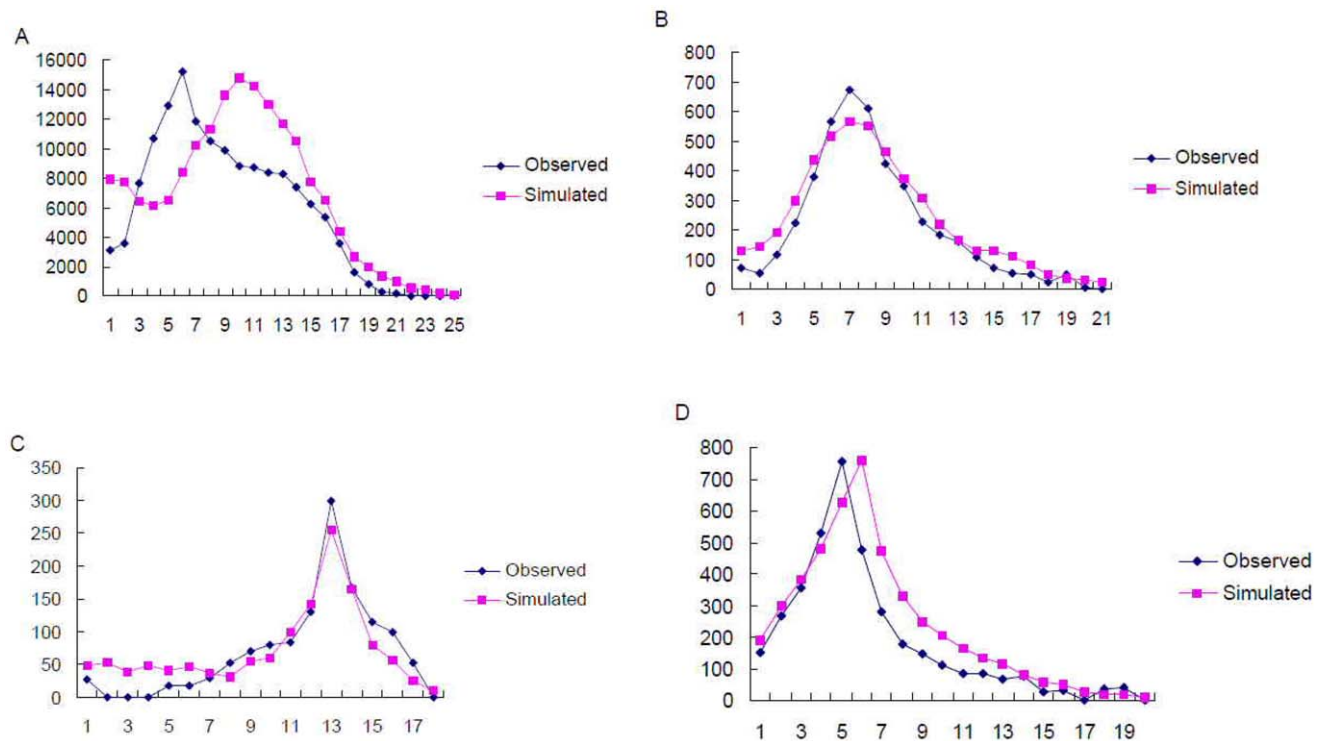 A
16000
14000
12000
10000
8000
6000
4000
2000
0
1 3 5 7 9 11 13 15 17 19 21 23 25
Observed
Simulated
B
800
700
600
500
400
300
200
100
0
1 3 5 7 9 11 13 15 17 19 21
Observed
Simulated
C
350
300
250
200
150
100
50
0
1 3 5 7 9 11 13 15 17
Observed
Simulated
D
800
700
600
500
400
300
200
100
0
1 3 5 7 9 11 13 15 17 19
Observed
Simulated